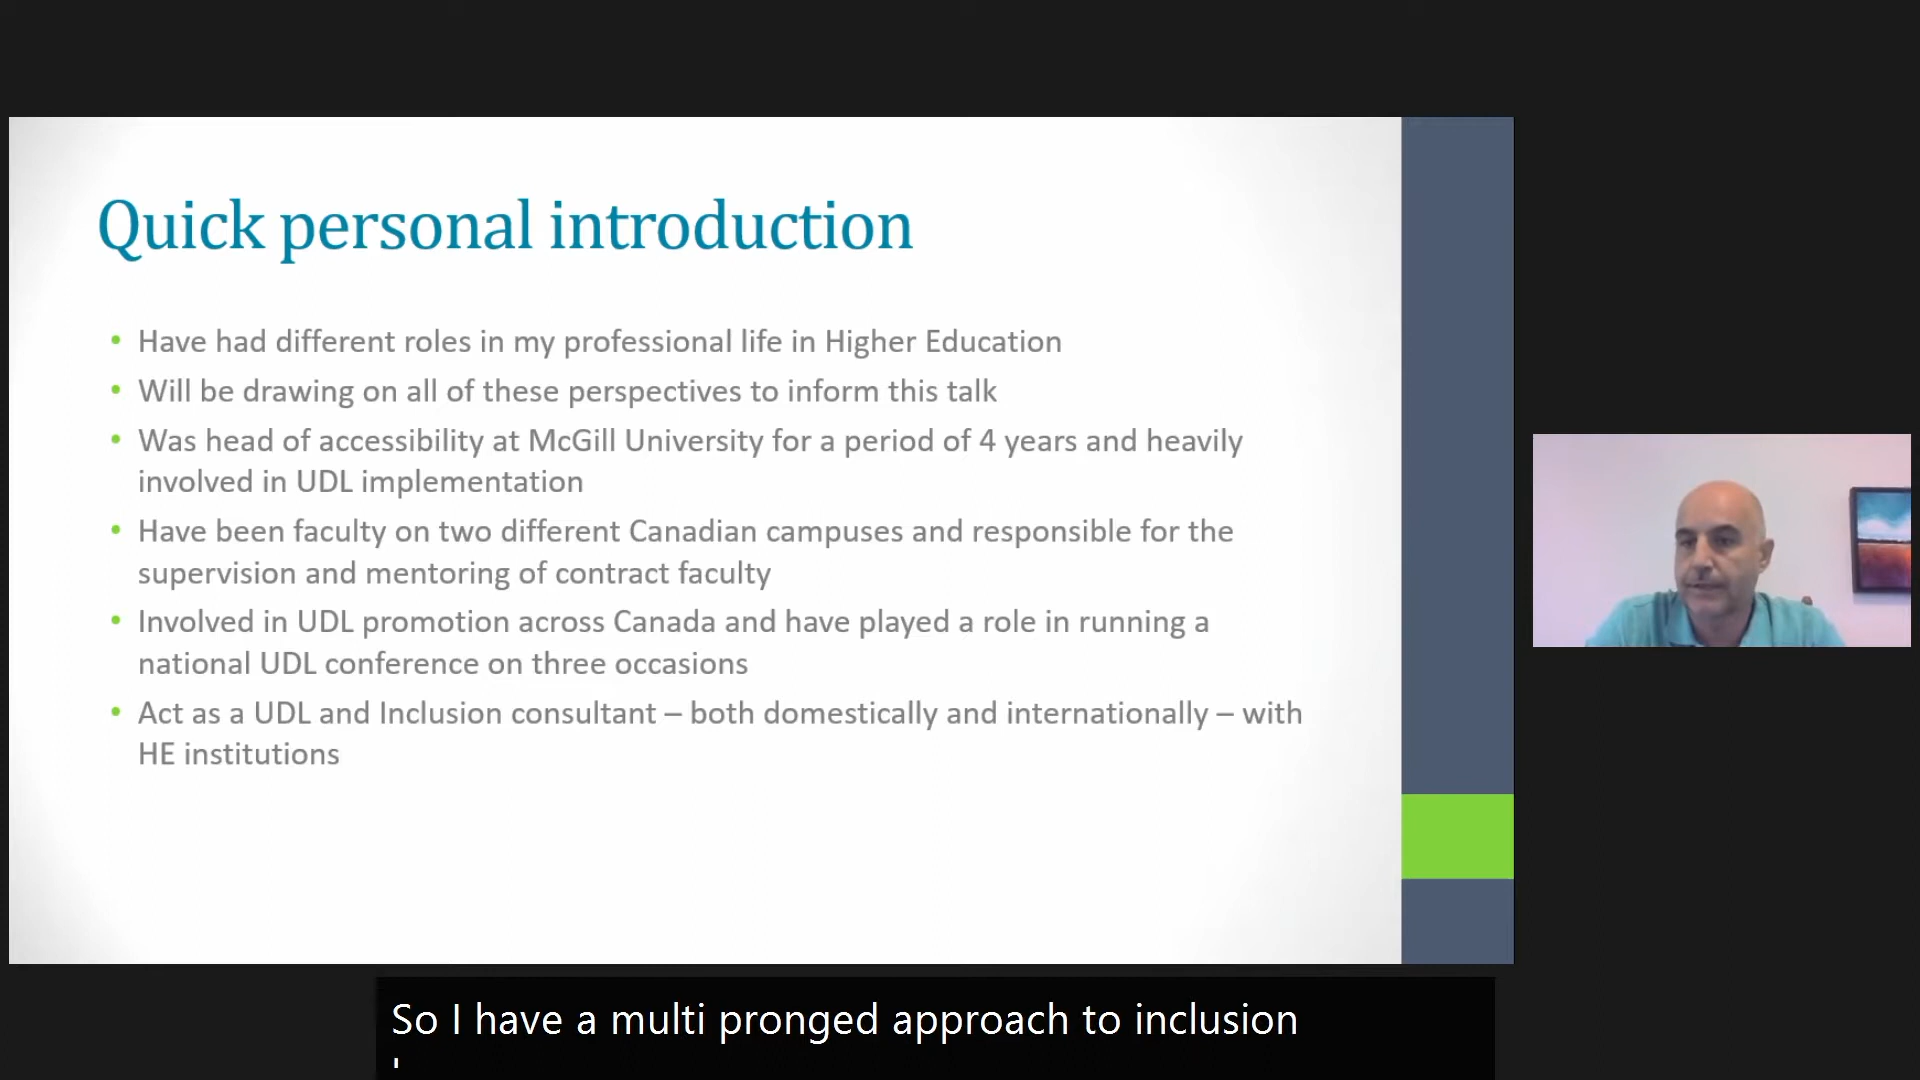 Quick personal introduction
• Have had different roles in my professional life in Higher Education
• Will be drawing on all of these perspectives to inform this talk
• Was head of accessibility at McGill University for a period of 4 years and heavily
involved in UDL implementation
• Have been faculty on two different Canadian campuses and responsible for the
supervision and mentoring of contract faculty
• Involved in UDL promotion across Canada and have played a role in running a
national UDL conference on three occasions
• Act as a UDL and Inclusion consultant – both domestically and internationally – with
HE institutions
So I have a multi pronged approach to inclusion